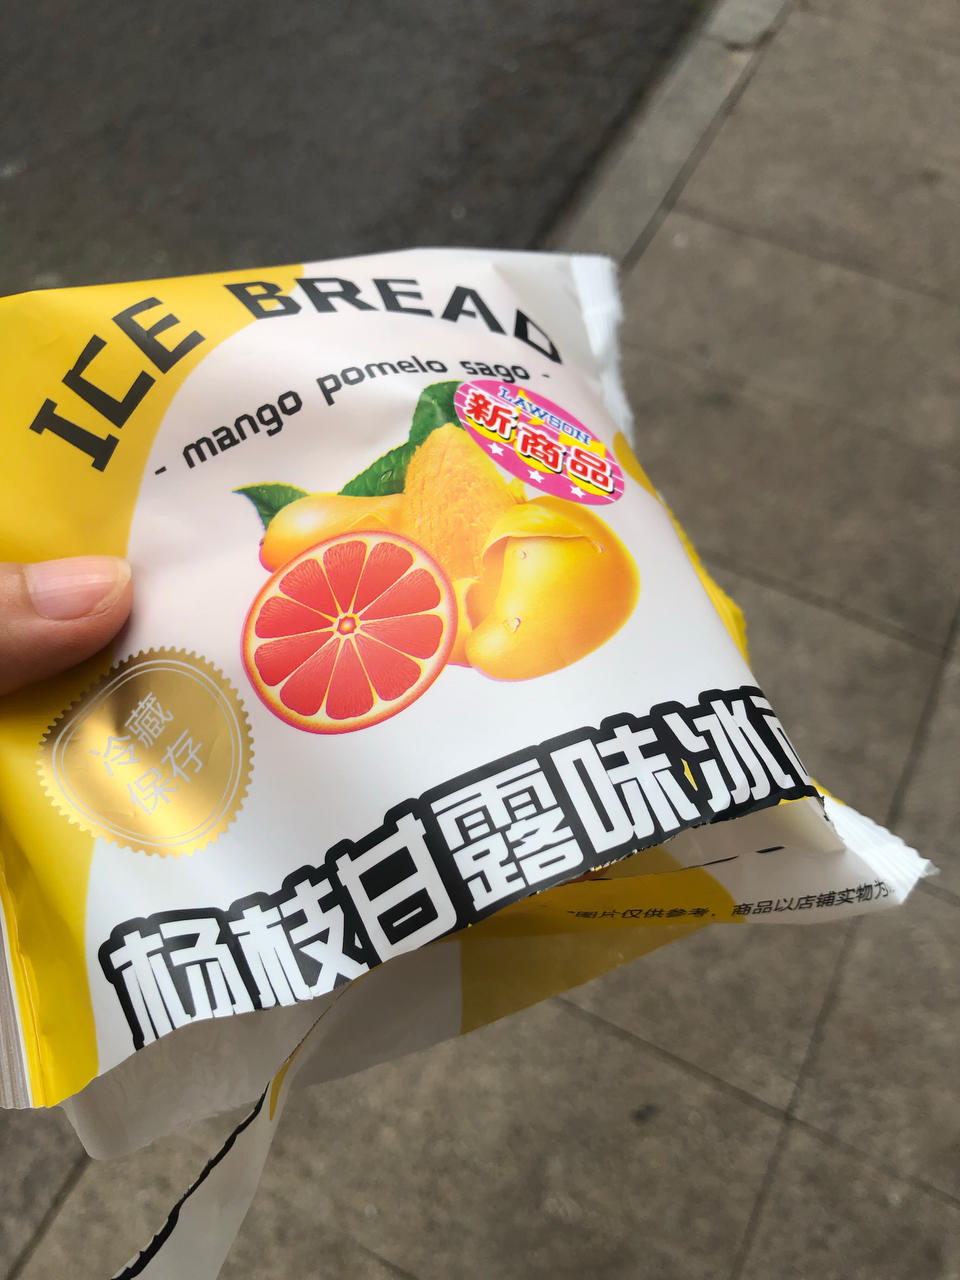 ICE BREAD
- mango pomelo sago -
LAWSON
新商品
冷藏
保存
杨枝甘露味冰
图片仅供参考，商品以店铺实物为